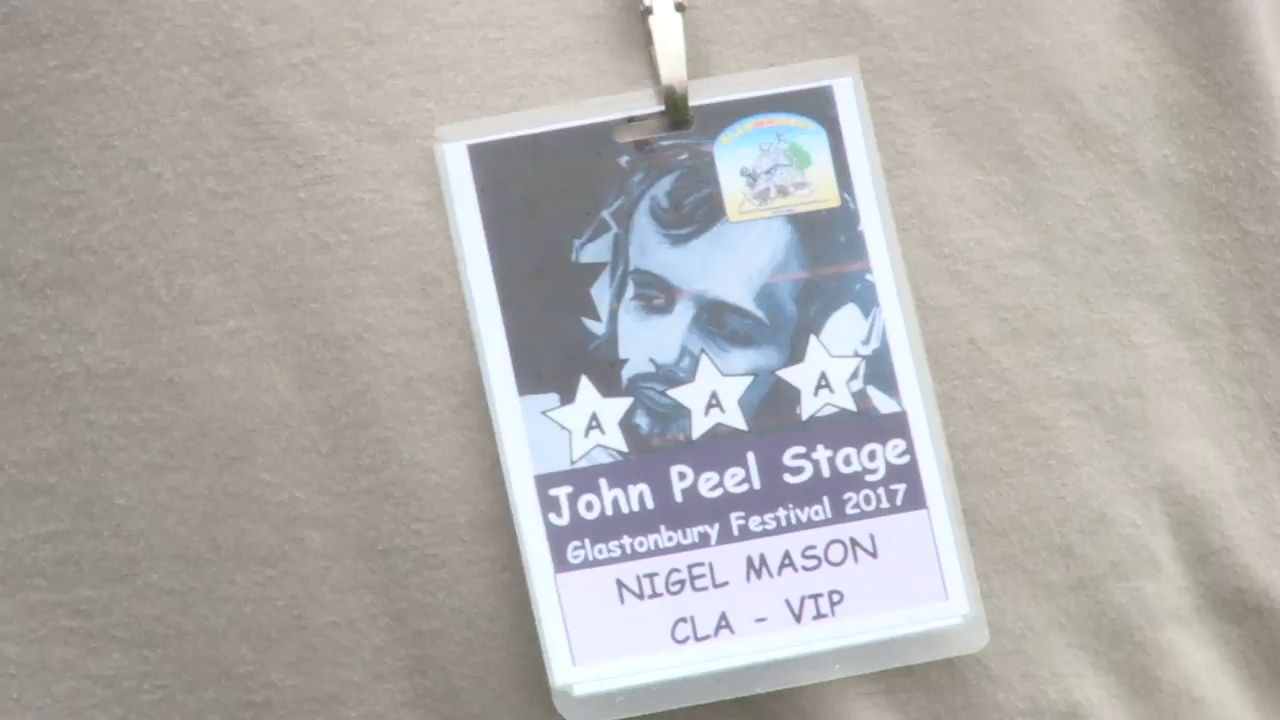 A A A
John Peel Stage
Glastonbury Festival 2017
NIGEL MASON
CLA - VIP